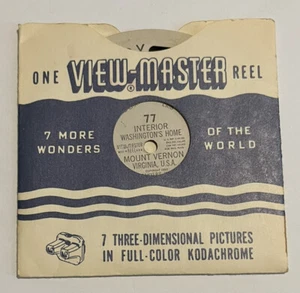 ONE VIEW-MASTER REEL
77
INTERIOR
WASHINGTON'S HOME
MOUNT VERNON
VIRGINIA, U.S.A.
7 MORE WONDERS
OF THE WORLD
7 THREE-DIMENSIONAL PICTURES
IN FULL-COLOR KODACHROME